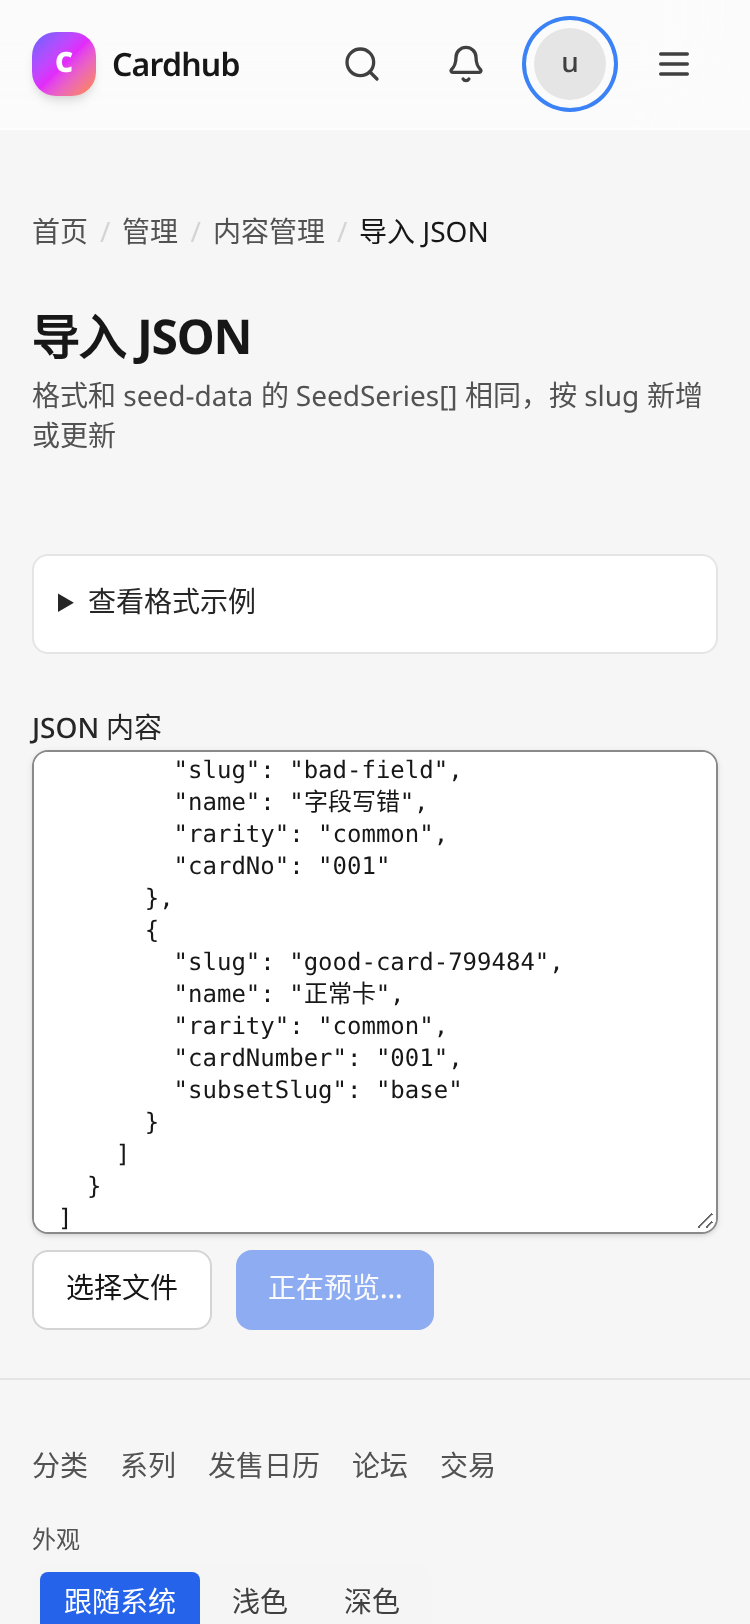 C Cardhub u
首页 / 管理 / 内容管理 / 导入 JSON
导入 JSON
格式和 seed-data 的 SeedSeries[] 相同，按 slug 新增
或更新
▶ 查看格式示例
JSON 内容
"slug": "bad-field",
"name": "字段写错",
"rarity": "common",
"cardNo": "001"
},
{
"slug": "good-card-799484",
"name": "正常卡",
"rarity": "common",
"cardNumber": "001",
"subsetSlug": "base"
}
]
}
]
选择文件 正在预览...
分类 系列 发售日历 论坛 交易
外观
跟随系统 浅色 深色